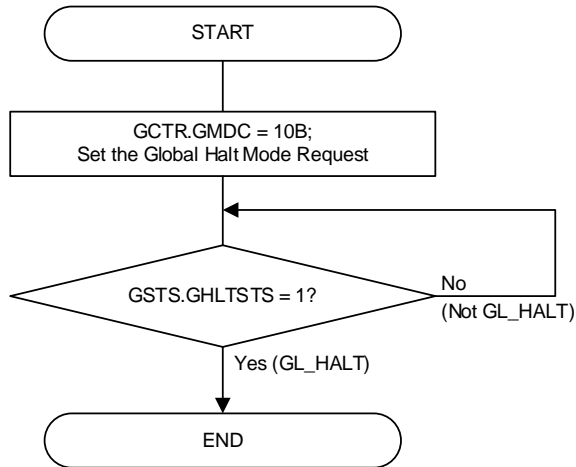 START
GCTR.GMDC = 10B;
Set the Global Halt Mode Request
GSTS.GHLTSTS = 1?
No
(Not GL_HALT)
Yes (GL_HALT)
END